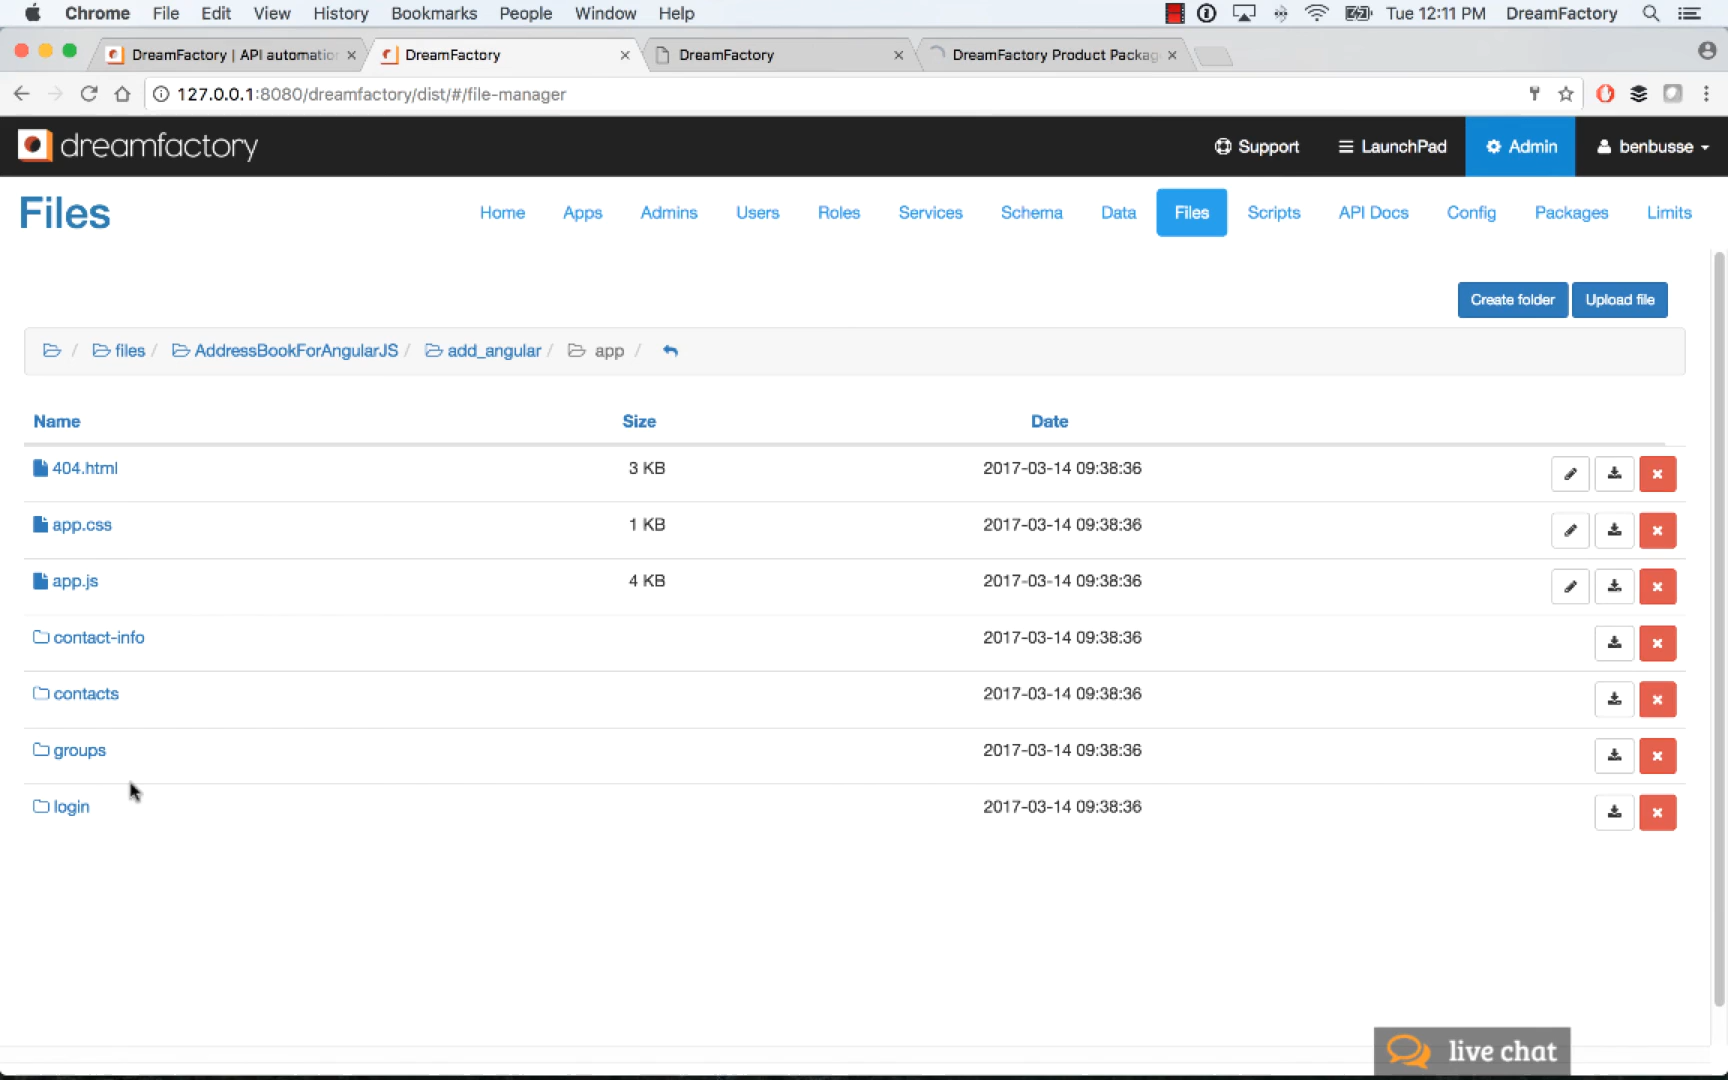 Chrome File Edit View History Bookmarks People Window Help Tue 12:11 PM DreamFactory
DreamFactory | API automation DreamFactory DreamFactory DreamFactory Product Packag
127.0.0.1:8080/dreamfactory/dist/#/file-manager
dreamfactory Support LaunchPad Admin benbusse
Files Home Apps Admins Users Roles Services Schema Data Files Scripts API Docs Config Packages Limits
Create folder Upload file
/ files / AddressBookForAngularJS / add_angular / app /
Name Size Date
404.html 3 KB 2017-03-14 09:38:36
app.css 1 KB 2017-03-14 09:38:36
app.js 4 KB 2017-03-14 09:38:36
contact-info 2017-03-14 09:38:36
contacts 2017-03-14 09:38:36
groups 2017-03-14 09:38:36
login 2017-03-14 09:38:36
live chat